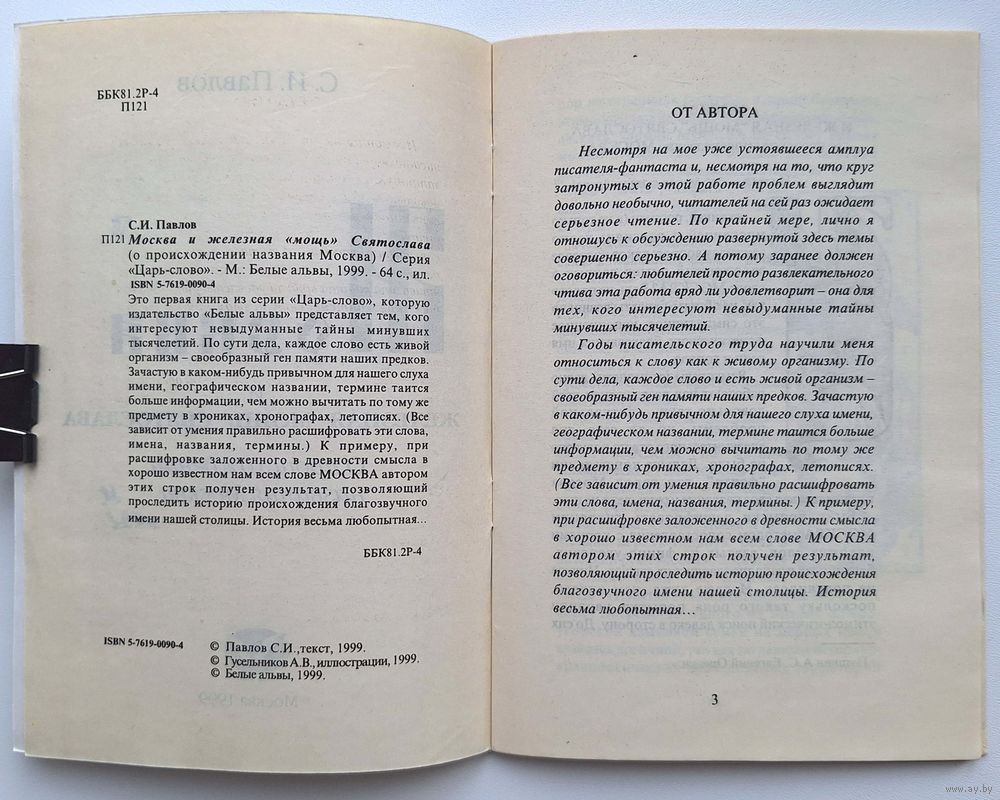 ББК81.2Р-4
П121
С.И. Павлов
П121 Москва и железная «мощь» Святослава
(о происхождении названия Москва) / Серия
«Царь-слово». - М.: Белые альвы, 1999. - 64 с., ил.
ISBN 5-7619-0090-4
Это первая книга из серии «Царь-слово», которую
издательство «Белые альвы» представляет тем, кого
интересуют невыдуманные тайны минувших
тысячелетий. По сути дела, каждое слово есть живой
организм – своеобразный ген памяти наших предков.
Зачастую в каком-нибудь привычном для нашего слуха
имени, географическом названии, термине таится
больше информации, чем можно вычитать по тому же
предмету в хрониках, хронографах, летописях. (Все
зависит от умения правильно расшифровать эти слова,
имена, названия, термины.) К примеру, при
расшифровке заложенного в древности смысла в
хорошо известном нам всем слове МОСКВА автором
этих строк получен результат, позволяющий
проследить историю происхождения благозвучного
имени нашей столицы. История весьма любопытная...
ББК81.2Р-4
ISBN 5-7619-0090-4
© Павлов С.И.,текст, 1999.
© Гусельников А.В., иллюстрации, 1999.
© Белые альвы, 1999.
ОТ АВТОРА
Несмотря на мое уже устоявшееся амплуа
писателя-фантаста и, несмотря на то, что круг
затронутых в этой работе проблем выглядит
довольно необычно, читателей на сей раз ожидает
серьезное чтение. По крайней мере, лично я
отношусь к обсуждению развернутой здесь темы
совершенно серьезно. А потому заранее должен
оговориться: любителей просто развлекательного
чтива эта работа вряд ли удовлетворит – она для
тех, кого интересуют невыдуманные тайны
минувших тысячелетий.
Годы писательского труда научили меня
относиться к слову как к живому организму. По
сути дела, каждое слово и есть живой организм –
своеобразный ген памяти наших предков. Зачастую
в каком-нибудь привычном для нашего слуха имени,
географическом названии, термине таится больше
информации, чем можно вычитать по тому же
предмету в хрониках, хронографах, летописях.
(Все зависит от умения правильно расшифровать
эти слова, имена, названия, термины.) К примеру,
при расшифровке заложенного в древности смысла
в хорошо известном нам всем слове МОСКВА
автором этих строк получен результат,
позволяющий проследить историю происхождения
благозвучного имени нашей столицы. История
весьма любопытная...
3
www.ay.by